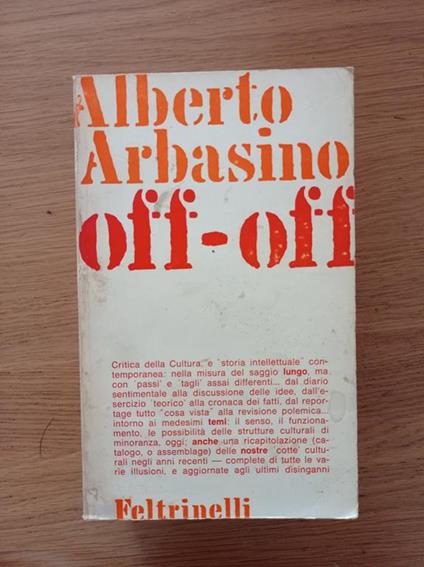 Alberto
Arbasino
off-off
Critica della Cultura, e "storia intellettuale" con-
temporanea: nella misura del saggio lungo, ma
con "passi" e "tagli" assai differenti... dal diario
sentimentale alla discussione delle idee, dall'e-
sercizio "teorico" alla cronaca dei fatti, dal repor-
tage tutto "cosa vista" alla revisione polemica...
intorno ai medesimi temi: il senso, il funziona-
mento, le possibilità delle strutture culturali di
minoranza, oggi; anche una ricapitolazione (ca-
talogo, o assemblage) delle nostre "cotte" cultu-
rali negli anni recenti — complete di tutte le va-
rie illusioni, e aggiornate agli ultimi disinganni
Feltrinelli